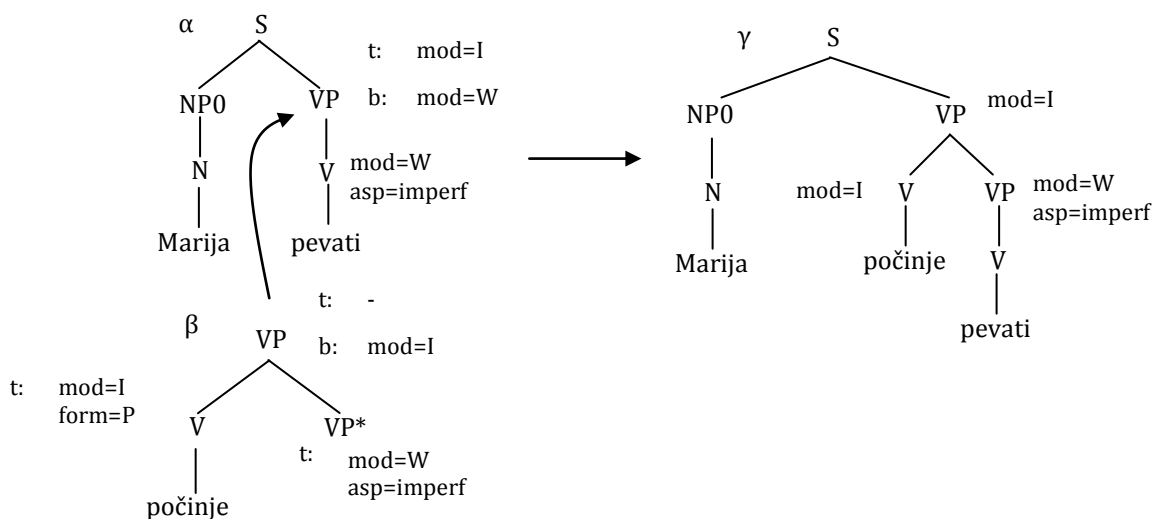 α S
t: mod=I
NP0 VP b: mod=W
N V mod=W
asp=imperf
Marija pevati
t: -
β VP b: mod=I
t: mod=I
form=P
V VP*
t: mod=W
asp=imperf
počinje
γ S
NP0 VP mod=I
N mod=I V VP mod=W
asp=imperf
Marija počinje V
pevati